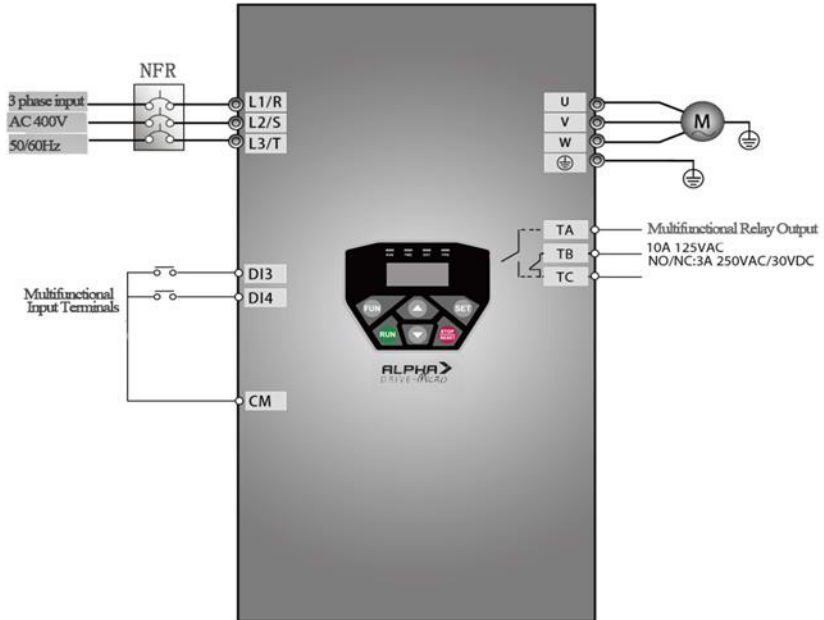 NFR
3 phase input
AC 400V
50/60Hz
L1/R
L2/S
L3/T
U
V
W
M
TA
TB
TC
Multifunctional Relay Output
10A 125VAC
NO/NC:3A 250VAC/30VDC
Multifunctional
Input Terminals
DI3
DI4
CM
FUN
SET
RUN
STOP
RESET
ALPHA
DRIVE-MICRO